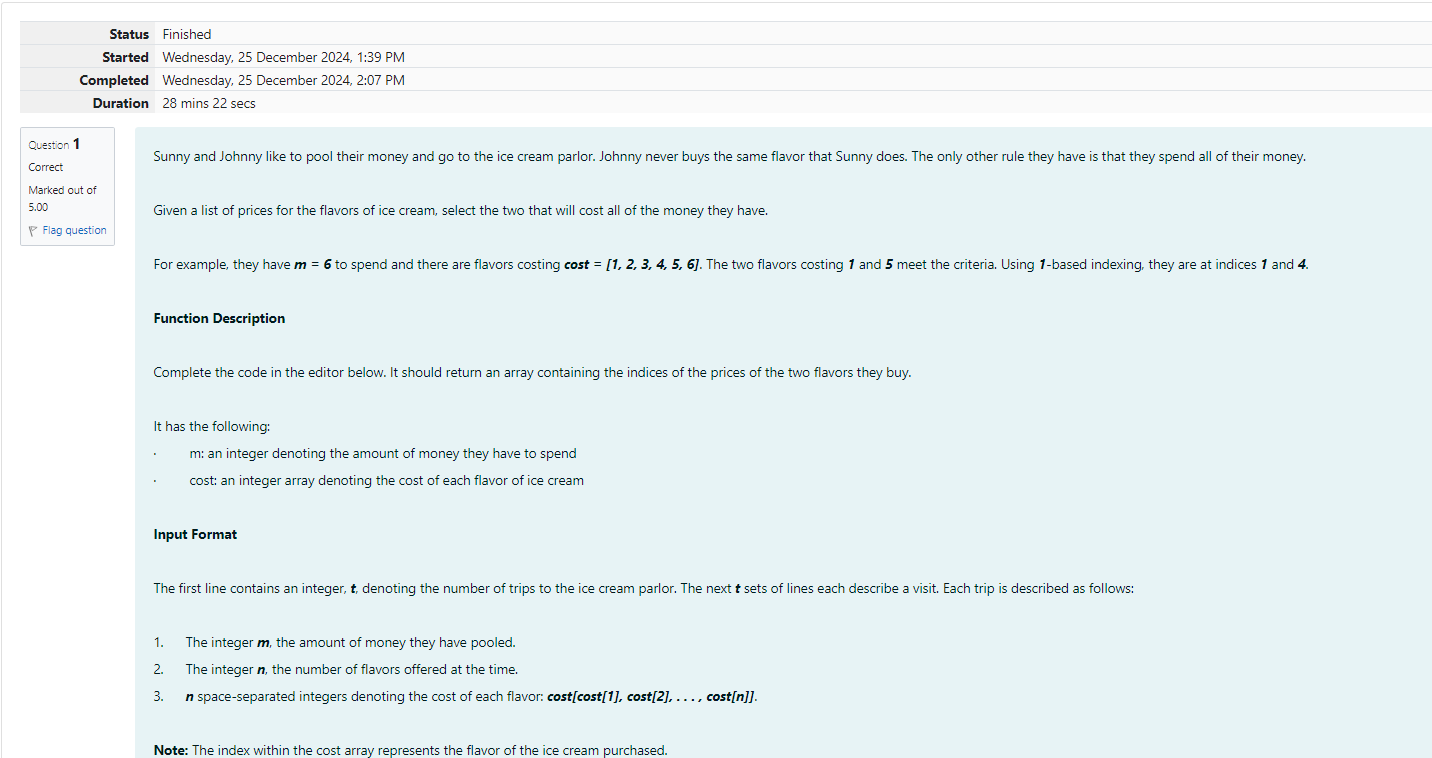 Status Finished
Started Wednesday, 25 December 2024, 1:39 PM
Completed Wednesday, 25 December 2024, 2:07 PM
Duration 28 mins 22 secs
Question 1
Correct
Marked out of
5.00
Flag question
Sunny and Johnny like to pool their money and go to the ice cream parlor. Johnny never buys the same flavor that Sunny does. The only other rule they have is that they spend all of their money.
Given a list of prices for the flavors of ice cream, select the two that will cost all of the money they have.
For example, they have m = 6 to spend and there are flavors costing cost = [1, 2, 3, 4, 5, 6]. The two flavors costing 1 and 5 meet the criteria. Using 1-based indexing, they are at indices 1 and 4.
Function Description
Complete the code in the editor below. It should return an array containing the indices of the prices of the two flavors they buy.
It has the following:
· m: an integer denoting the amount of money they have to spend
· cost: an integer array denoting the cost of each flavor of ice cream
Input Format
The first line contains an integer, t, denoting the number of trips to the ice cream parlor. The next t sets of lines each describe a visit. Each trip is described as follows:
1. The integer m, the amount of money they have pooled.
2. The integer n, the number of flavors offered at the time.
3. n space-separated integers denoting the cost of each flavor: cost[cost[1], cost[2], . . . , cost[n]].
Note: The index within the cost array represents the flavor of the ice cream purchased.